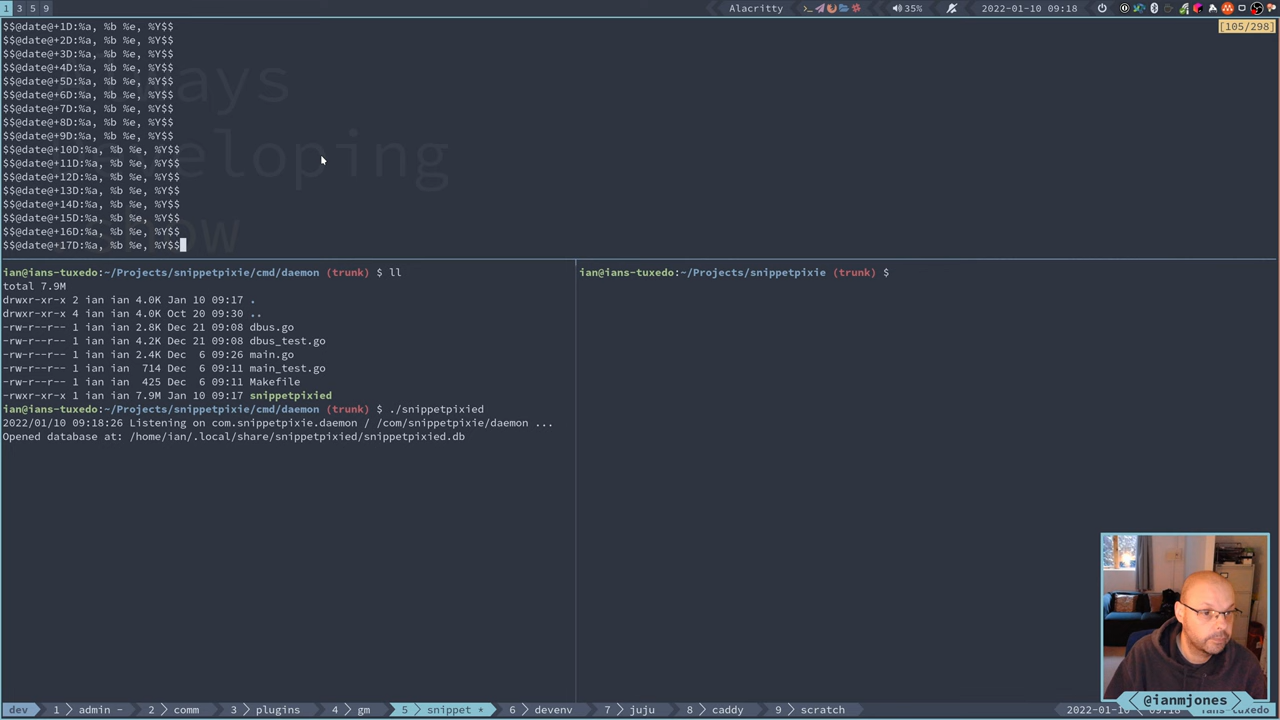 1 3 5 9
Alacritty
35%
2022-01-10 09:18
[105/298]
$$@date@+1D:%a, %b %e, %Y$$
$$@date@+2D:%a, %b %e, %Y$$
$$@date@+3D:%a, %b %e, %Y$$
$$@date@+4D:%a, %b %e, %Y$$
$$@date@+5D:%a, %b %e, %Y$$
$$@date@+6D:%a, %b %e, %Y$$
$$@date@+7D:%a, %b %e, %Y$$
$$@date@+8D:%a, %b %e, %Y$$
$$@date@+9D:%a, %b %e, %Y$$
$$@date@+10D:%a, %b %e, %Y$$
$$@date@+11D:%a, %b %e, %Y$$
$$@date@+12D:%a, %b %e, %Y$$
$$@date@+13D:%a, %b %e, %Y$$
$$@date@+14D:%a, %b %e, %Y$$
$$@date@+15D:%a, %b %e, %Y$$
$$@date@+16D:%a, %b %e, %Y$$
$$@date@+17D:%a, %b %e, %Y$$
ian@ians-tuxedo:~/Projects/snippetpixie/cmd/daemon (trunk) $ ll
total 7.9M
drwxr-xr-x 2 ian ian 4.0K Jan 10 09:17 .
drwxr-xr-x 4 ian ian 4.0K Oct 20 09:30 ..
-rw-r--r-- 1 ian ian 2.8K Dec 21 09:08 dbus.go
-rw-r--r-- 1 ian ian 4.2K Dec 21 09:08 dbus_test.go
-rw-r--r-- 1 ian ian 2.4K Dec  6 09:26 main.go
-rw-r--r-- 1 ian ian  714 Dec  6 09:11 main_test.go
-rw-r--r-- 1 ian ian  425 Dec  6 09:11 Makefile
-rwxr-xr-x 1 ian ian 7.9M Jan 10 09:17 snippetpixied
ian@ians-tuxedo:~/Projects/snippetpixie/cmd/daemon (trunk) $ ./snippetpixied
2022/01/10 09:18:26 Listening on com.snippetpixie.daemon / /com/snippetpixie/daemon ...
Opened database at: /home/ian/.local/share/snippetpixied/snippetpixied.db
ian@ians-tuxedo:~/Projects/snippetpixie (trunk) $
@ianmjones
dev 1 admin - 2 comm 3 plugins 4 gm 5 snippet * 6 devenv 7 juju 8 caddy 9 scratch